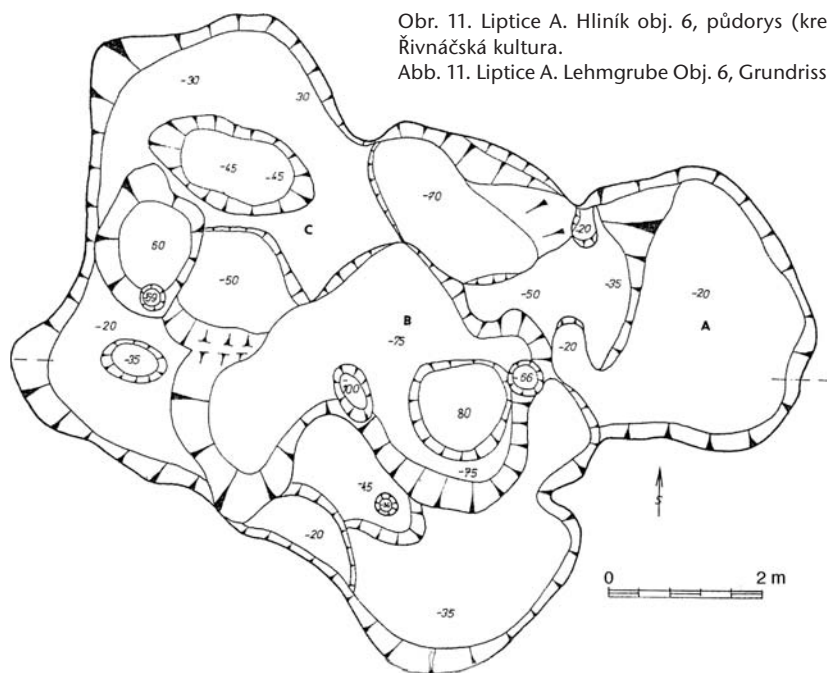 Obr. 11. Liptice A. Hliník obj. 6, půdorys (kre
Řivnáčská kultura.
Abb. 11. Liptice A. Lehmgrube Obj. 6, Grundriss
-30
30
-45 -45
-70
20
60
C
-50
-50
-35
-20
A
B
-75
59
-20
-35
-20
-100
-66
80
-75
-45
-20
S
0 2 m
-35